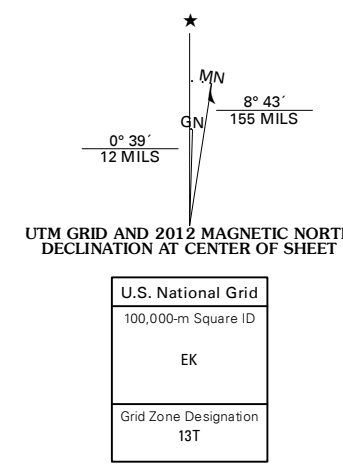 ★
MN
8° 43´
155 MILS
GN
0° 39´
12 MILS
UTM GRID AND 2012 MAGNETIC NORTH
DECLINATION AT CENTER OF SHEET
U.S. National Grid
100,000-m Square ID
EK
Grid Zone Designation
13T